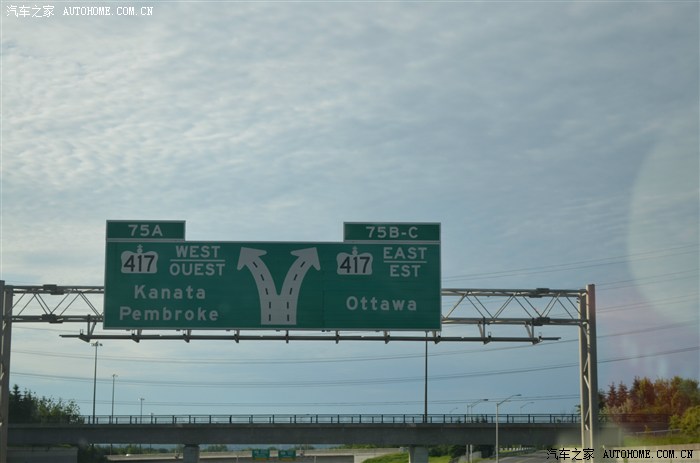 汽车之家 AUTOHOME.COM.CN
75A
417 WEST
OUEST
Kanata
Pembroke
75B-C
417 EAST
EST
Ottawa
汽车之家 AUTOHOME.COM.CN